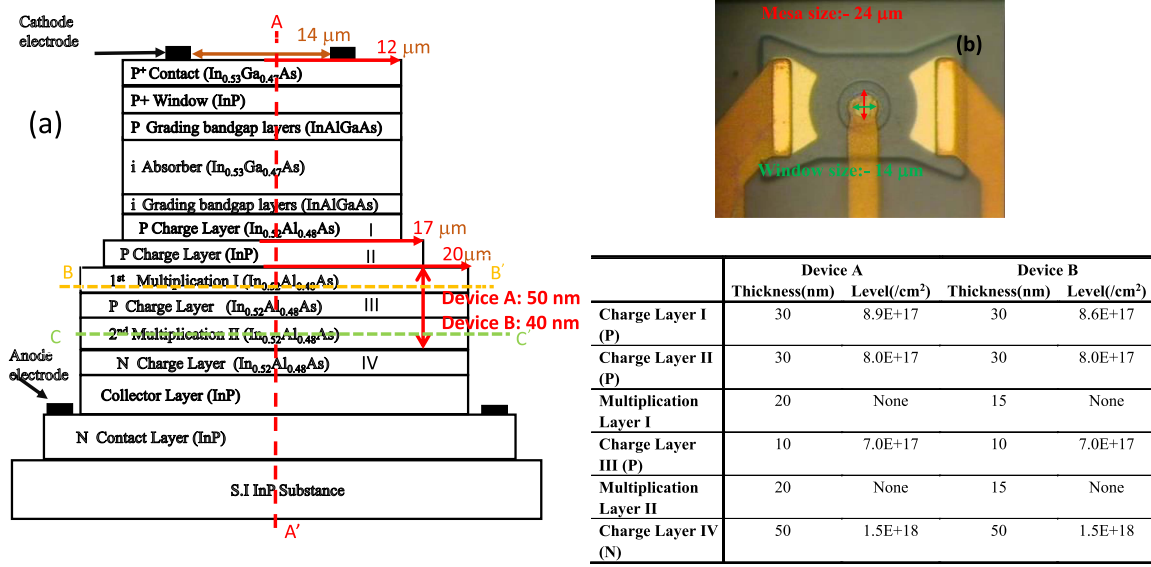 Cathode
electrode
A
14 μm
12 μm
(a)
P+ Contact (In0.53Ga0.47As)
P+ Window (InP)
P Grading bandgap layers (InAlGaAs)
i Absorber (In0.53Ga0.47As)
i Grading bandgap layers (InAlGaAs)
P Charge Layer (In0.52Al0.48As) I
17 μm
P Charge Layer (InP) II
20μm
B B'
1st Multiplication I (In0.52Al0.48As)
P Charge Layer (In0.52Al0.48As) III
Device A: 50 nm
Device B: 40 nm
2nd Multiplication II (In0.52Al0.48As)
C C'
N Charge Layer (In0.52Al0.48As) IV
Anode
electrode
Collector Layer (InP)
N Contact Layer (InP)
S.I InP Substance
A'
Mesa size:- 24 μm
(b)
Window size:- 14 μm
Device A Device B
Thickness(nm) Level(/cm2) Thickness(nm) Level(/cm2)
Charge Layer I (P) 30 8.9E+17 30 8.6E+17
Charge Layer II (P) 30 8.0E+17 30 8.0E+17
Multiplication Layer I 20 None 15 None
Charge Layer III (P) 10 7.0E+17 10 7.0E+17
Multiplication Layer II 20 None 15 None
Charge Layer IV (N) 50 1.5E+18 50 1.5E+18